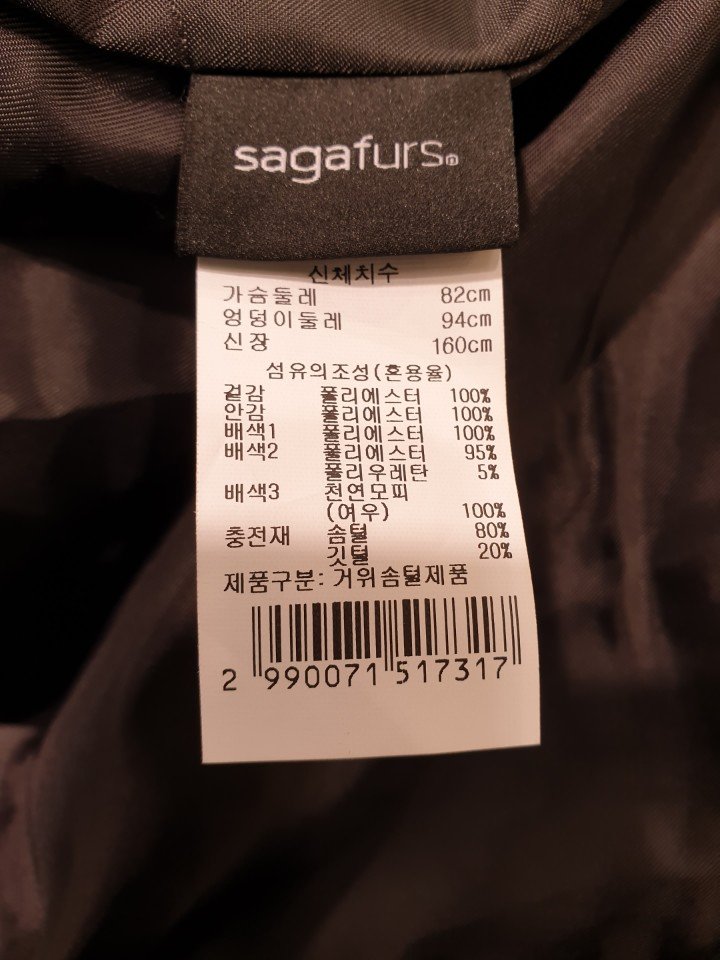 sagafurs®
신체치수
가슴둘레 82cm
엉덩이둘레 94cm
신장 160cm
섬유의조성(혼용율)
겉감 폴리에스터 100%
안감 폴리에스터 100%
배색1 폴리에스터 100%
배색2 폴리에스터 95%
폴리우레탄 5%
배색3 천연모피
(여우) 100%
충전재 솜털 80%
깃털 20%
제품구분: 거위솜털제품
2 990071 517317